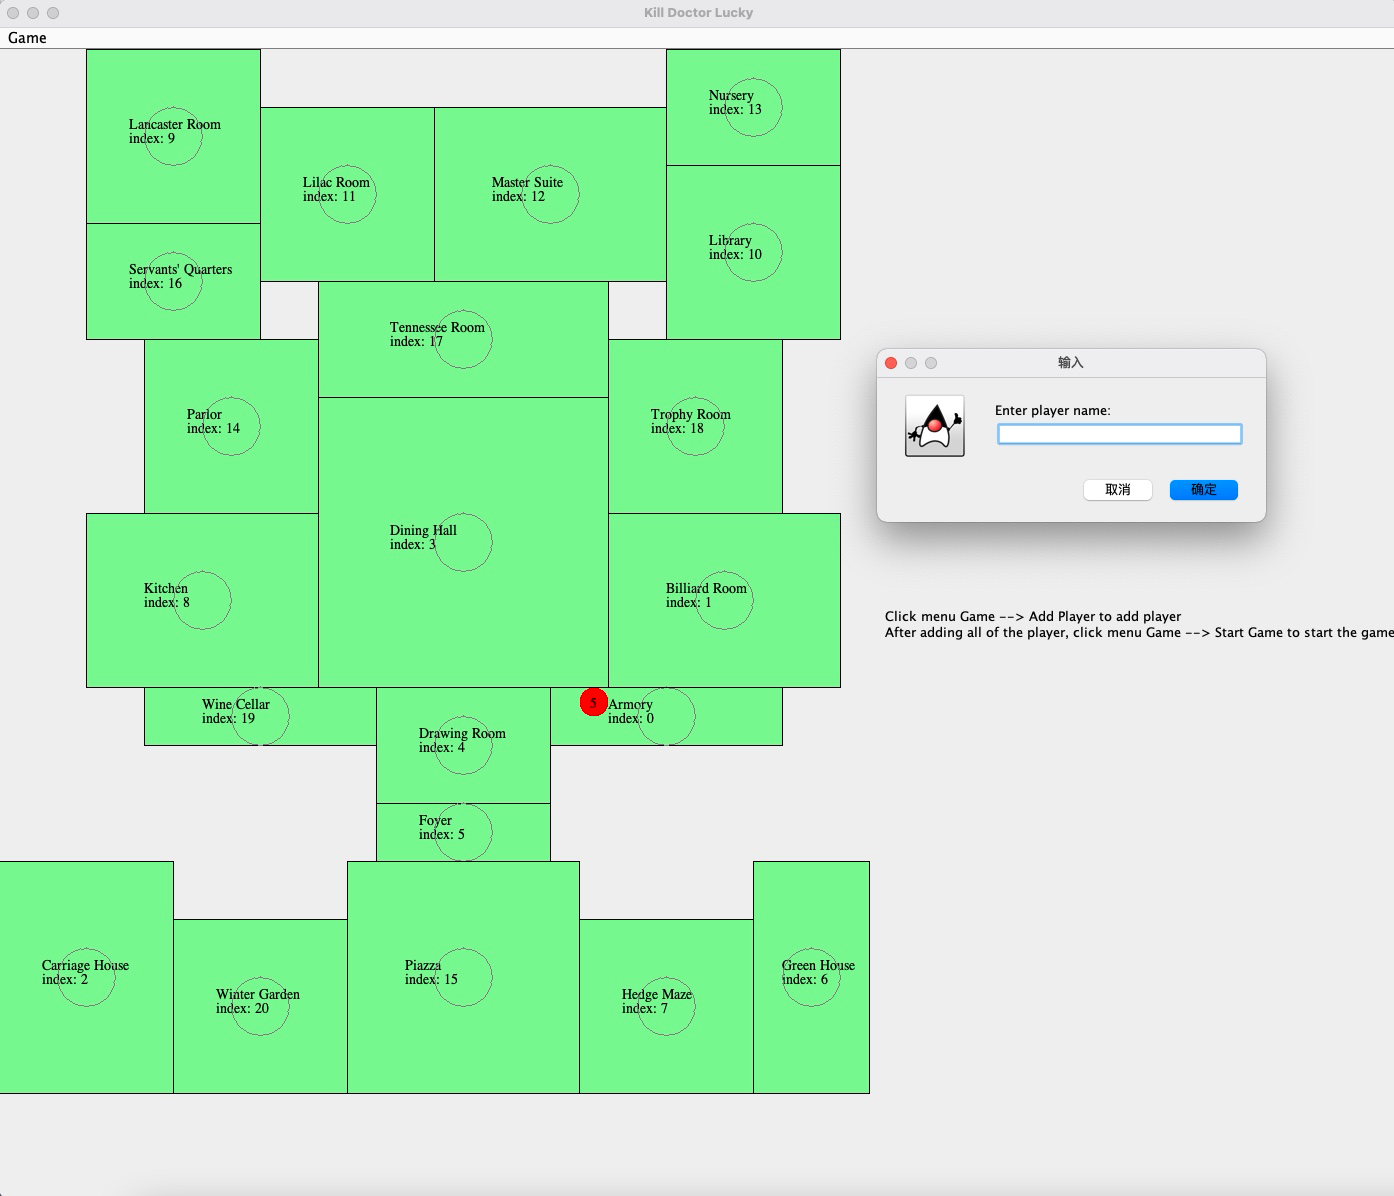 Kill Doctor Lucky
Game
Lancaster Room
index: 9
Nursery
index: 13
Lilac Room
index: 11
Master Suite
index: 12
Library
index: 10
Servants' Quarters
index: 16
Tennessee Room
index: 17
Parlor
index: 14
Trophy Room
index: 18
输入
Enter player name:
取消
确定
Dining Hall
index: 3
Kitchen
index: 8
Billiard Room
index: 1
Click menu Game --> Add Player to add player
After adding all of the player, click menu Game --> Start Game to start the game
Wine Cellar
index: 19
5
Armory
index: 0
Drawing Room
index: 4
Foyer
index: 5
Carriage House
index: 2
Winter Garden
index: 20
Piazza
index: 15
Hedge Maze
index: 7
Green House
index: 6